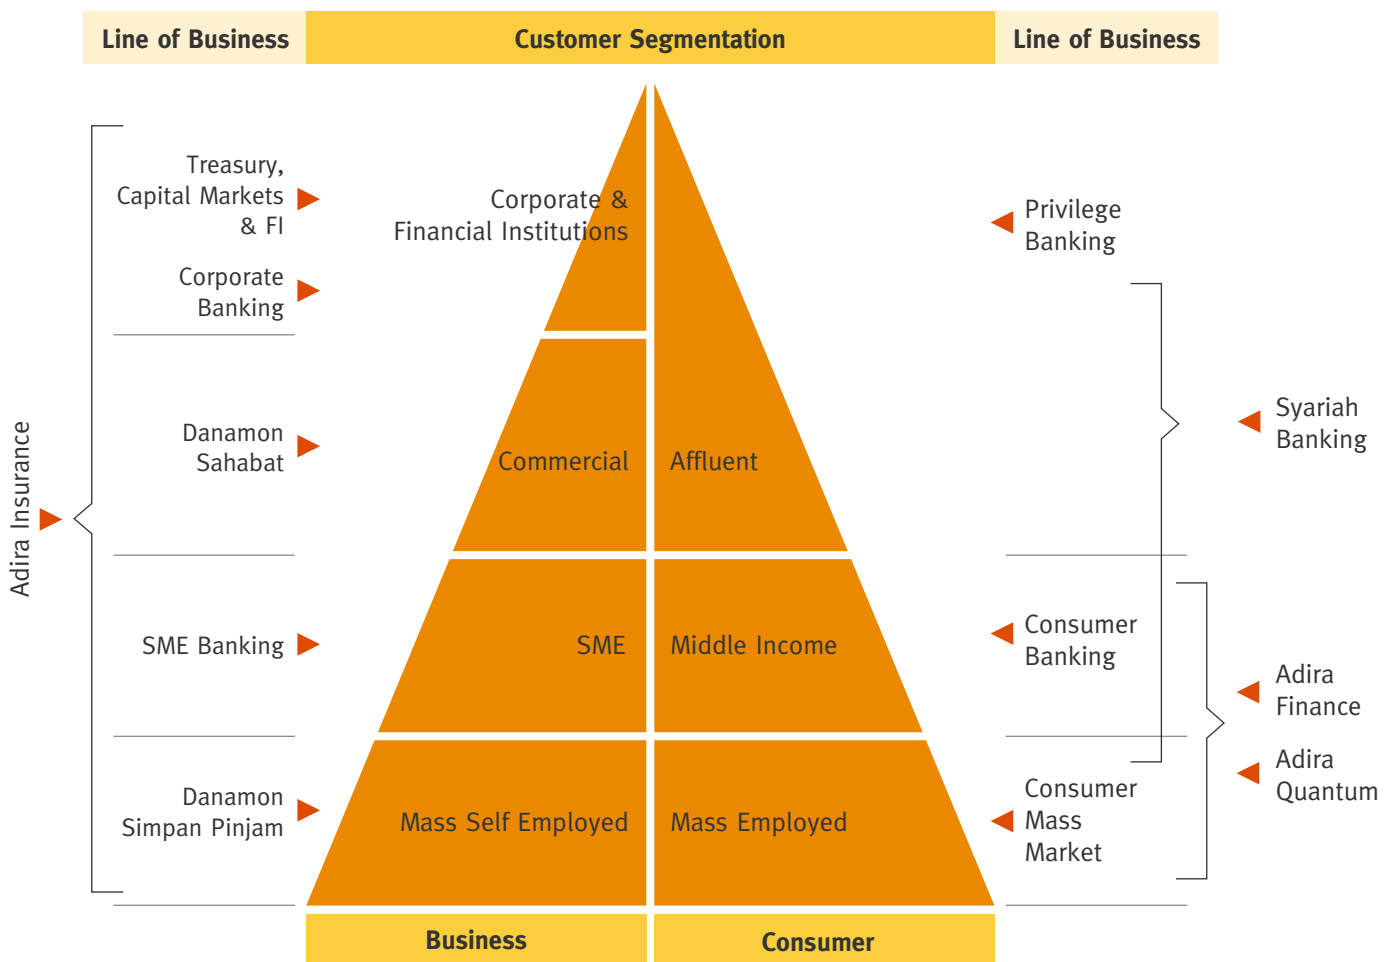 Line of Business
Customer Segmentation
Line of Business
Adira Insurance
Treasury,
Capital Markets
& FI
Corporate
Banking
Danamon
Sahabat
SME Banking
Danamon
Simpan Pinjam
Corporate &
Financial Institutions
Commercial
Affluent
SME
Middle Income
Mass Self Employed
Mass Employed
Business
Consumer
Privilege
Banking
Consumer
Banking
Consumer
Mass
Market
Syariah
Banking
Adira
Finance
Adira
Quantum